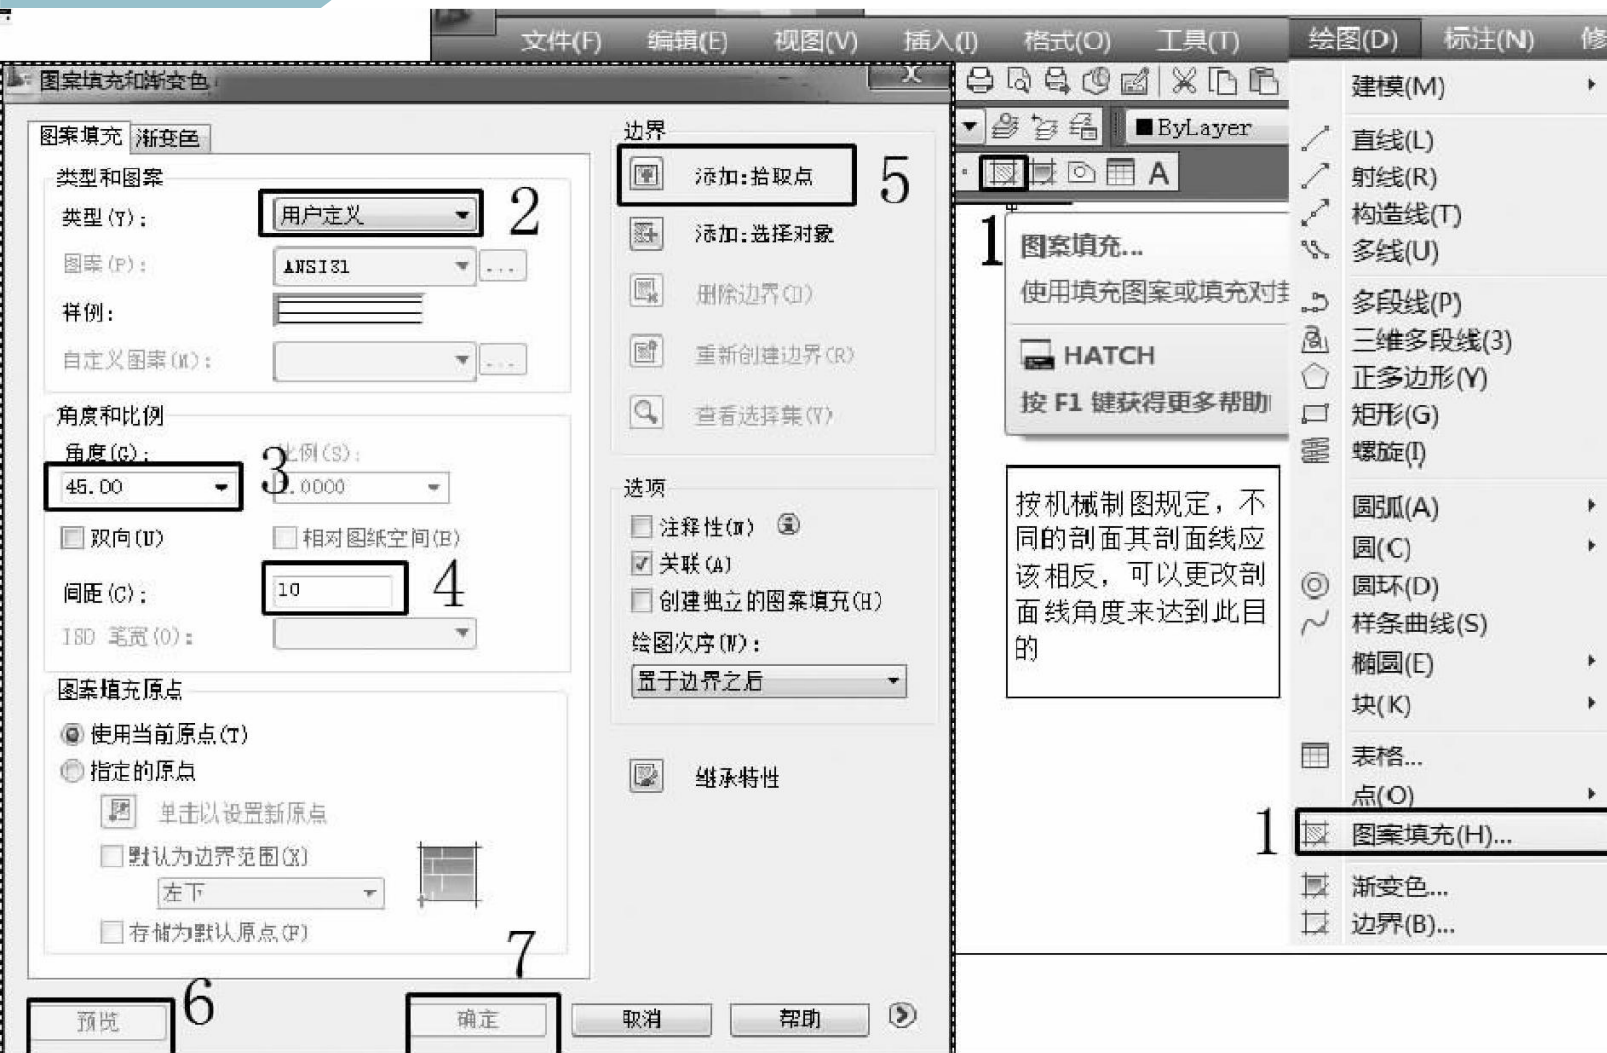 文件(F) 编辑(E) 视图(V) 插入(I) 格式(O) 工具(T) 绘图(D) 标注(N) 修
图案填充和渐变色
X
图案填充 渐变色
类型和图案
类型(Y): 用户定义 2
图案(P): ANSI31 ...
样例:
自定义图案(M): ...
角度和比例
角度(G): 3 比例(S):
45.00 .0000
双向(U) 相对图纸空间(E)
间距(C): 10 4
ISO 笔宽(O):
图案填充原点
使用当前原点(T)
指定的原点
单击以设置新原点
默认为边界范围(X)
左下
存储为默认原点(F)
边界
添加:拾取点 5
添加:选择对象
删除边界(D)
重新创建边界(R)
查看选择集(V)
选项
注释性(N)
关联(A)
创建独立的图案填充(H)
绘图次序(W):
置于边界之后
继承特性
预览 6 确定 7 取消 帮助
ByLayer
A
1
图案填充...
使用填充图案或填充对
HATCH
按 F1 键获得更多帮助
按机械制图规定，不
同的剖面其剖面线应
该相反，可以更改剖
面线角度来达到此目
的
建模(M)
直线(L)
射线(R)
构造线(T)
多线(U)
多段线(P)
三维多段线(3)
正多边形(Y)
矩形(G)
螺旋(I)
圆弧(A)
圆(C)
圆环(D)
样条曲线(S)
椭圆(E)
块(K)
表格...
点(O)
1 图案填充(H)...
渐变色...
边界(B)...